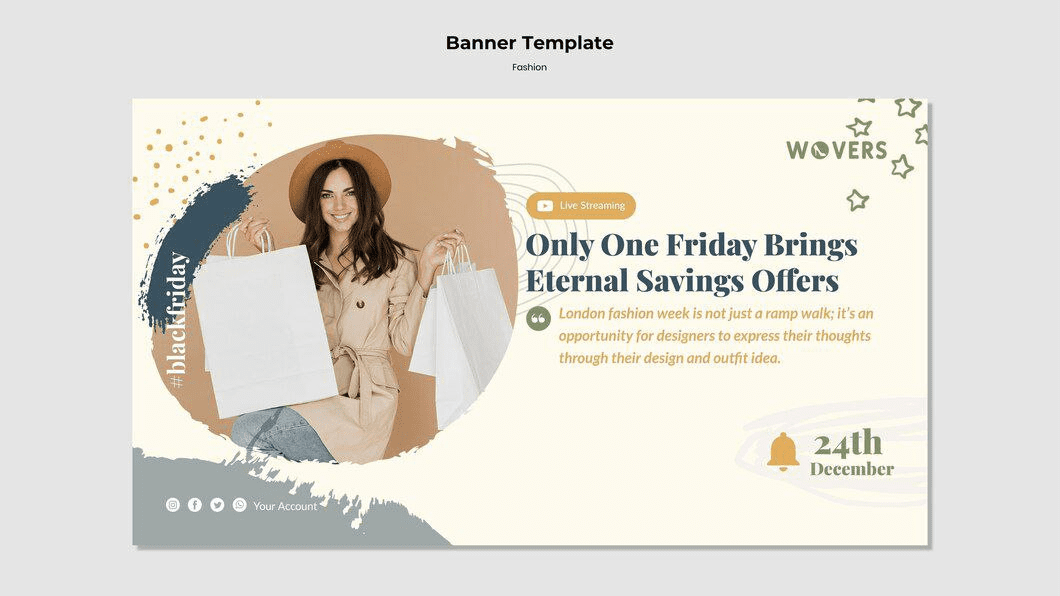 Banner Template
Fashion
WOVERS
Live Streaming
Only One Friday Brings
Eternal Savings Offers
London fashion week is not just a ramp walk; it's an
opportunity for designers to express their thoughts
through their design and outfit idea.
#blackfriday
24th
December
Your Account